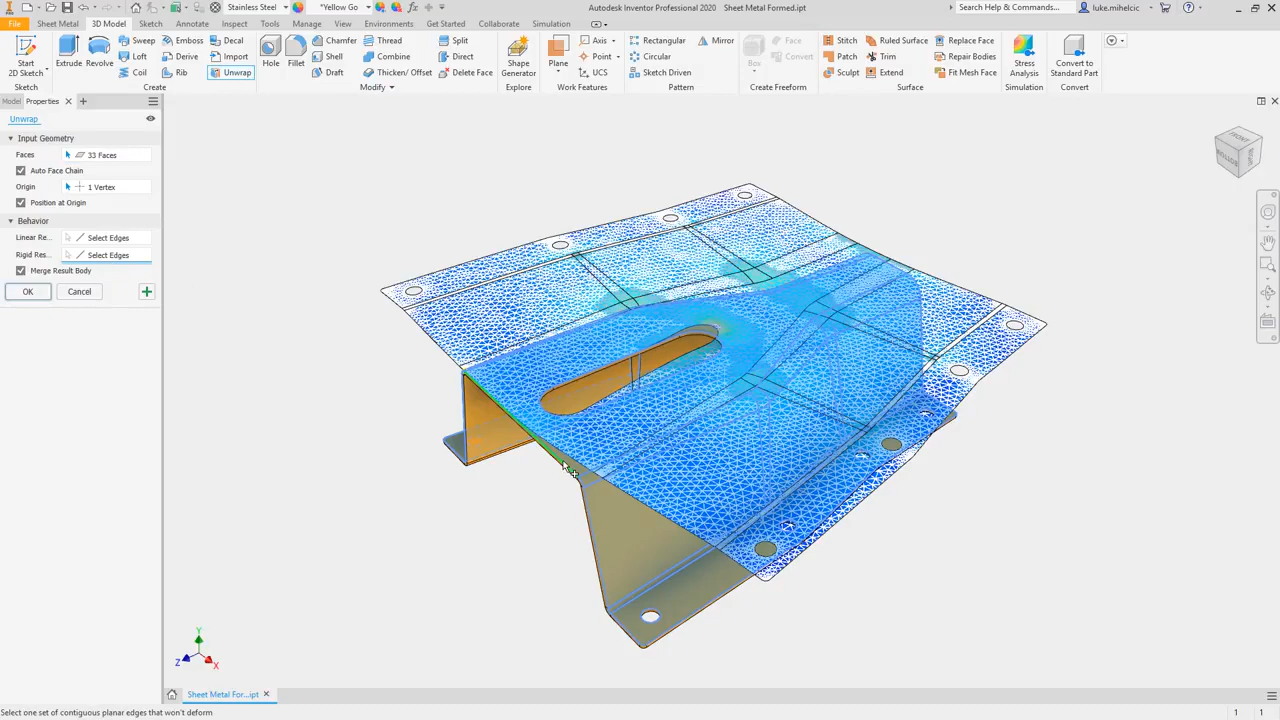 Stainless Steel *Yellow Go Autodesk Inventor Professional 2020 Sheet Metal Formed.ipt Search Help & Commands... luke.mihelcic
File Sheet Metal 3D Model Sketch Annotate Inspect Tools Manage View Environments Get Started Collaborate Simulation
Start 2D Sketch Extrude Revolve Sweep Emboss Decal Hole Fillet Chamfer Thread Split Shape Generator Plane Axis Rectangular Mirror Box Face Stitch Ruled Surface Replace Face Stress Analysis Convert to Standard Part
Loft Derive Import Shell Combine Direct Point Circular Convert Patch Trim Repair Bodies
Coil Rib Unwrap Draft Thicken/ Offset Delete Face UCS Sketch Driven Sculpt Extend Fit Mesh Face
Sketch Create Modify Explore Work Features Pattern Create Freeform Surface Simulation Convert
Model Properties
Unwrap
Input Geometry
Faces 33 Faces
Auto Face Chain
Origin 1 Vertex
Position at Origin
Behavior
Linear Re... Select Edges
Rigid Res... Select Edges
Merge Result Body
OK Cancel
FRONT
BOTTOM
RIGHT
Y
Z X
Sheet Metal For...ipt
Select one set of contiguous planar edges that won't deform 1 1